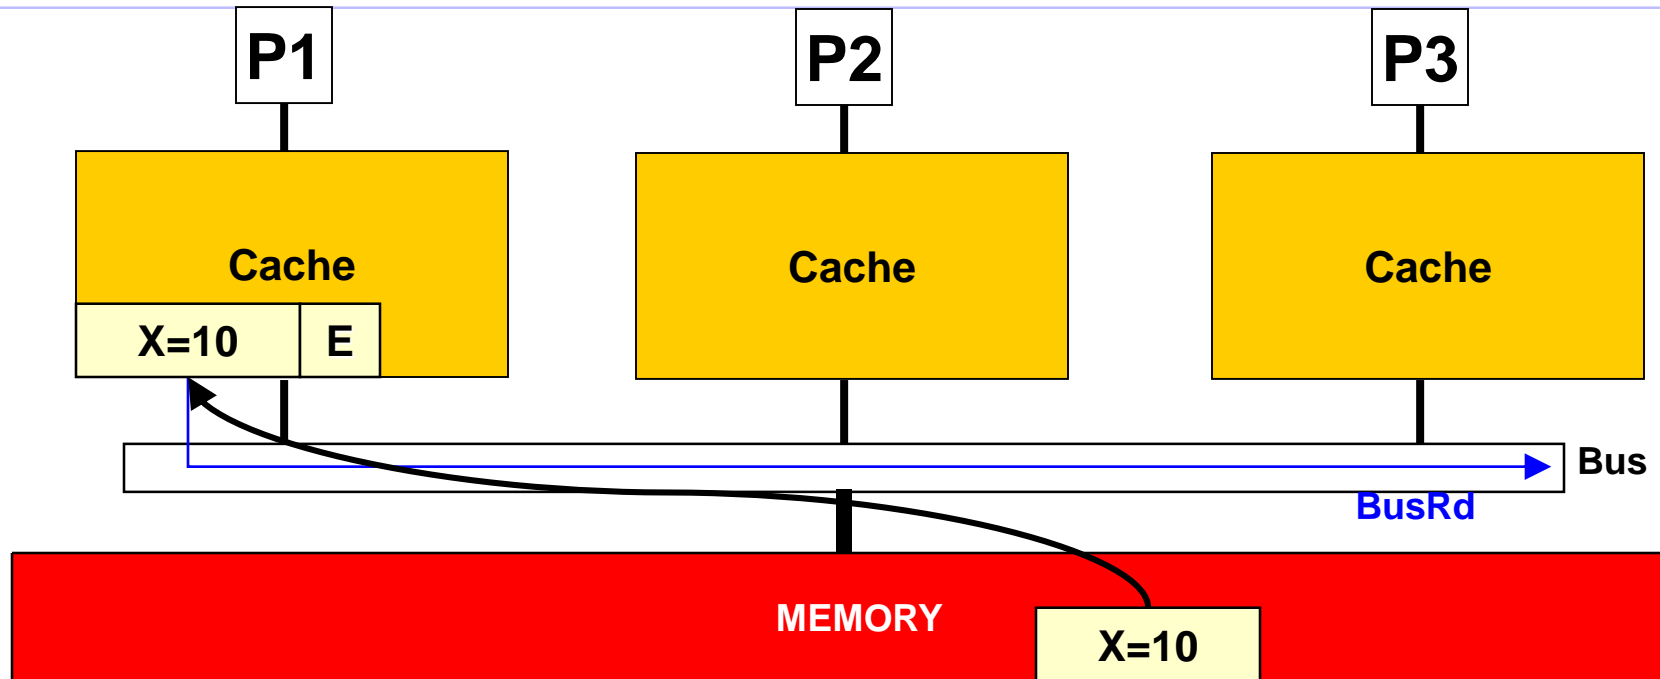 P1
P2
P3
Cache
Cache
Cache
X=10
E
Bus
BusRd
MEMORY
X=10